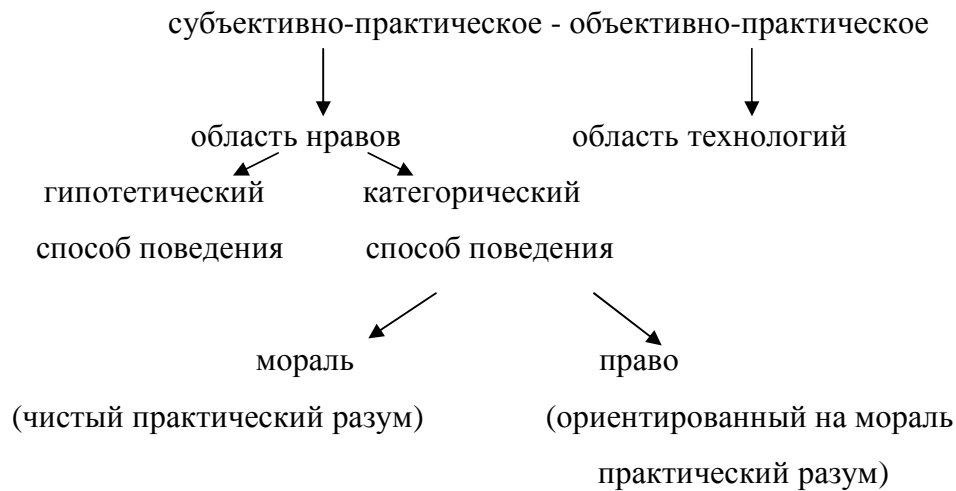 субъективно-практическое - объективно-практическое
область нравов область технологий
гипотетический категорический
способ поведения способ поведения
мораль право
(чистый практический разум) (ориентированный на мораль
практический разум)